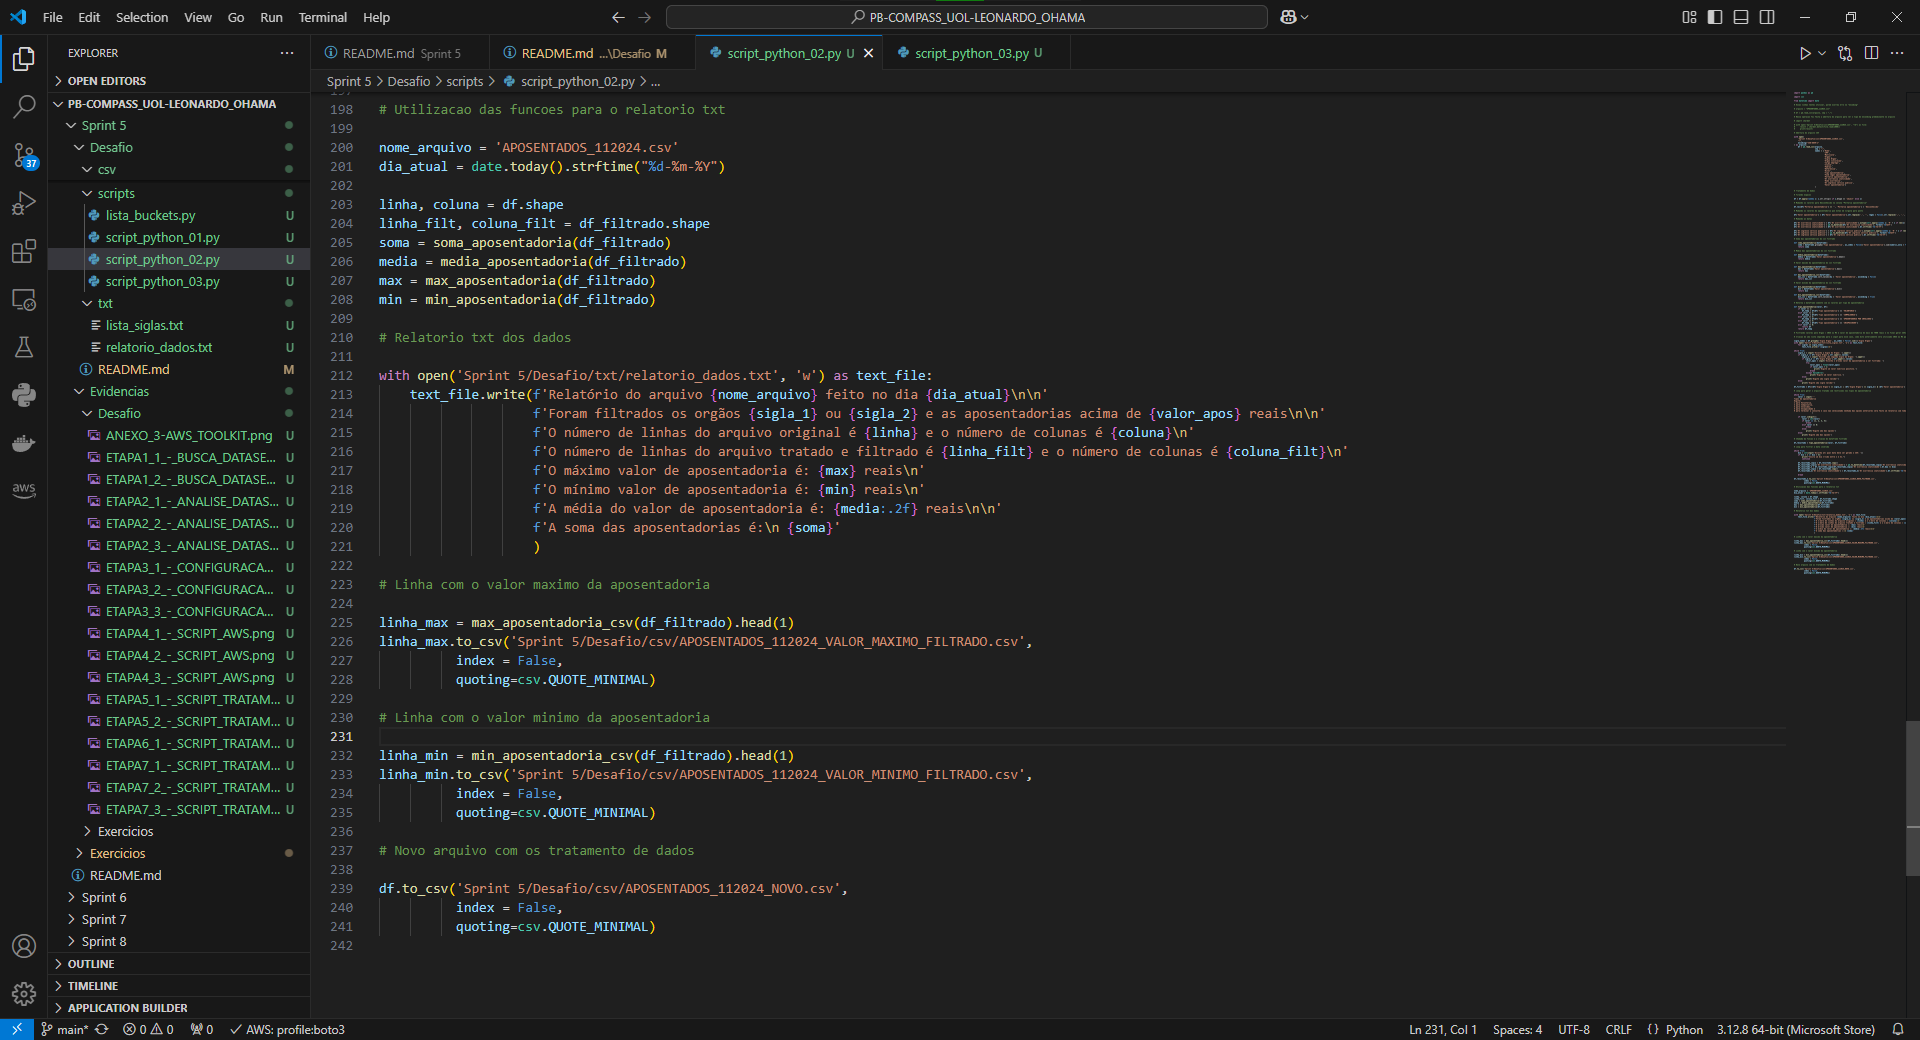 File Edit Selection View Go Run Terminal Help
PB-COMPASS_UOL-LEONARDO_OHAMA
EXPLORER
README.md Sprint 5
README.md ...\Desafio M
script_python_02.py U
script_python_03.py U
Sprint 5 > Desafio > scripts > script_python_02.py > ...
OPEN EDITORS
PB-COMPASS_UOL-LEONARDO_OHAMA
Sprint 5
Desafio
csv
scripts
lista_buckets.py U
script_python_01.py U
script_python_02.py U
script_python_03.py U
txt
lista_siglas.txt U
relatorio_dados.txt U
README.md M
Evidencias
Desafio
ANEXO_3-AWS_TOOLKIT.png U
ETAPA1_1_-_BUSCA_DATASE... U
ETAPA1_2_-_BUSCA_DATASE... U
ETAPA2_1_-_ANALISE_DATAS... U
ETAPA2_2_-_ANALISE_DATAS... U
ETAPA2_3_-_ANALISE_DATAS... U
ETAPA3_1_-_CONFIGURACA... U
ETAPA3_2_-_CONFIGURACA... U
ETAPA3_3_-_CONFIGURACA... U
ETAPA4_1_-_SCRIPT_AWS.png U
ETAPA4_2_-_SCRIPT_AWS.png U
ETAPA4_3_-_SCRIPT_AWS.png U
ETAPA5_1_-_SCRIPT_TRATAM... U
ETAPA5_2_-_SCRIPT_TRATAM... U
ETAPA6_1_-_SCRIPT_TRATAM... U
ETAPA7_1_-_SCRIPT_TRATAM... U
ETAPA7_2_-_SCRIPT_TRATAM... U
ETAPA7_3_-_SCRIPT_TRATAM... U
Exercicios
Exercicios
README.md
Sprint 6
Sprint 7
Sprint 8
OUTLINE
TIMELINE
APPLICATION BUILDER
37
aws
198 # Utilizacao das funcoes para o relatorio txt
199
200 nome_arquivo = 'APOSENTADOS_112024.csv'
201 dia_atual = date.today().strftime("%d-%m-%Y")
202
203 linha, coluna = df.shape
204 linha_filt, coluna_filt = df_filtrado.shape
205 soma = soma_aposentadoria(df_filtrado)
206 media = media_aposentadoria(df_filtrado)
207 max = max_aposentadoria(df_filtrado)
208 min = min_aposentadoria(df_filtrado)
209
210 # Relatorio txt dos dados
211
212 with open('Sprint 5/Desafio/txt/relatorio_dados.txt', 'w') as text_file:
213 text_file.write(f'Relatório do arquivo {nome_arquivo} feito no dia {dia_atual}\n\n'
214 f'Foram filtrados os orgãos {sigla_1} ou {sigla_2} e as aposentadorias acima de {valor_apos} reais\n\n'
215 f'O número de linhas do arquivo original é {linha} e o número de colunas é {coluna}\n'
216 f'O número de linhas do arquivo tratado e filtrado é {linha_filt} e o número de colunas é {coluna_filt}\n'
217 f'O máximo valor de aposentadoria é: {max} reais\n'
218 f'O mínimo valor de aposentadoria é: {min} reais\n'
219 f'A média do valor de aposentadoria é: {media:.2f} reais\n\n'
220 f'A soma das aposentadorias é:\n {soma}'
221 )
222
223 # Linha com o valor maximo da aposentadoria
224
225 linha_max = max_aposentadoria_csv(df_filtrado).head(1)
226 linha_max.to_csv('Sprint 5/Desafio/csv/APOSENTADOS_112024_VALOR_MAXIMO_FILTRADO.csv',
227 index = False,
228 quoting=csv.QUOTE_MINIMAL)
229
230 # Linha com o valor minimo da aposentadoria
231
232 linha_min = min_aposentadoria_csv(df_filtrado).head(1)
233 linha_min.to_csv('Sprint 5/Desafio/csv/APOSENTADOS_112024_VALOR_MINIMO_FILTRADO.csv',
234 index = False,
235 quoting=csv.QUOTE_MINIMAL)
236
237 # Novo arquivo com os tratamento de dados
238
239 df.to_csv('Sprint 5/Desafio/csv/APOSENTADOS_112024_NOVO.csv',
240 index = False,
241 quoting=csv.QUOTE_MINIMAL)
242
main* 0 0 0 AWS: profile:boto3
Ln 231, Col 1 Spaces: 4 UTF-8 CRLF {} Python 3.12.8 64-bit (Microsoft Store)